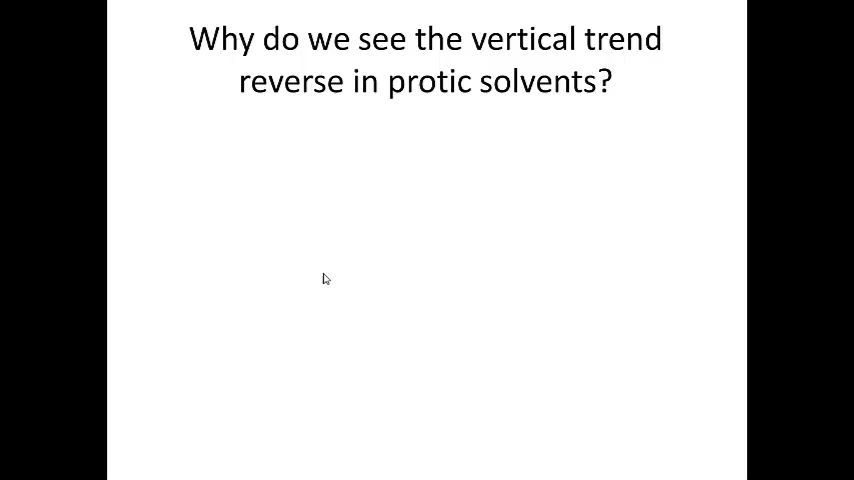 Why do we see the vertical trend
reverse in protic solvents?